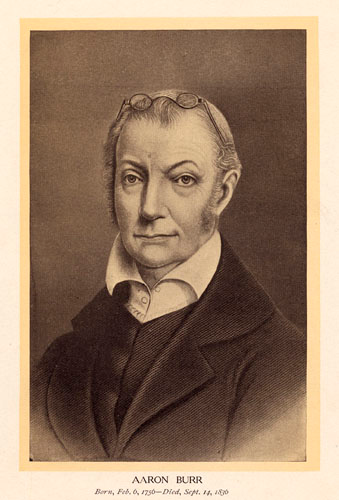 AARON BURR
Born, Feb. 6, 1756—Died, Sept. 14, 1836